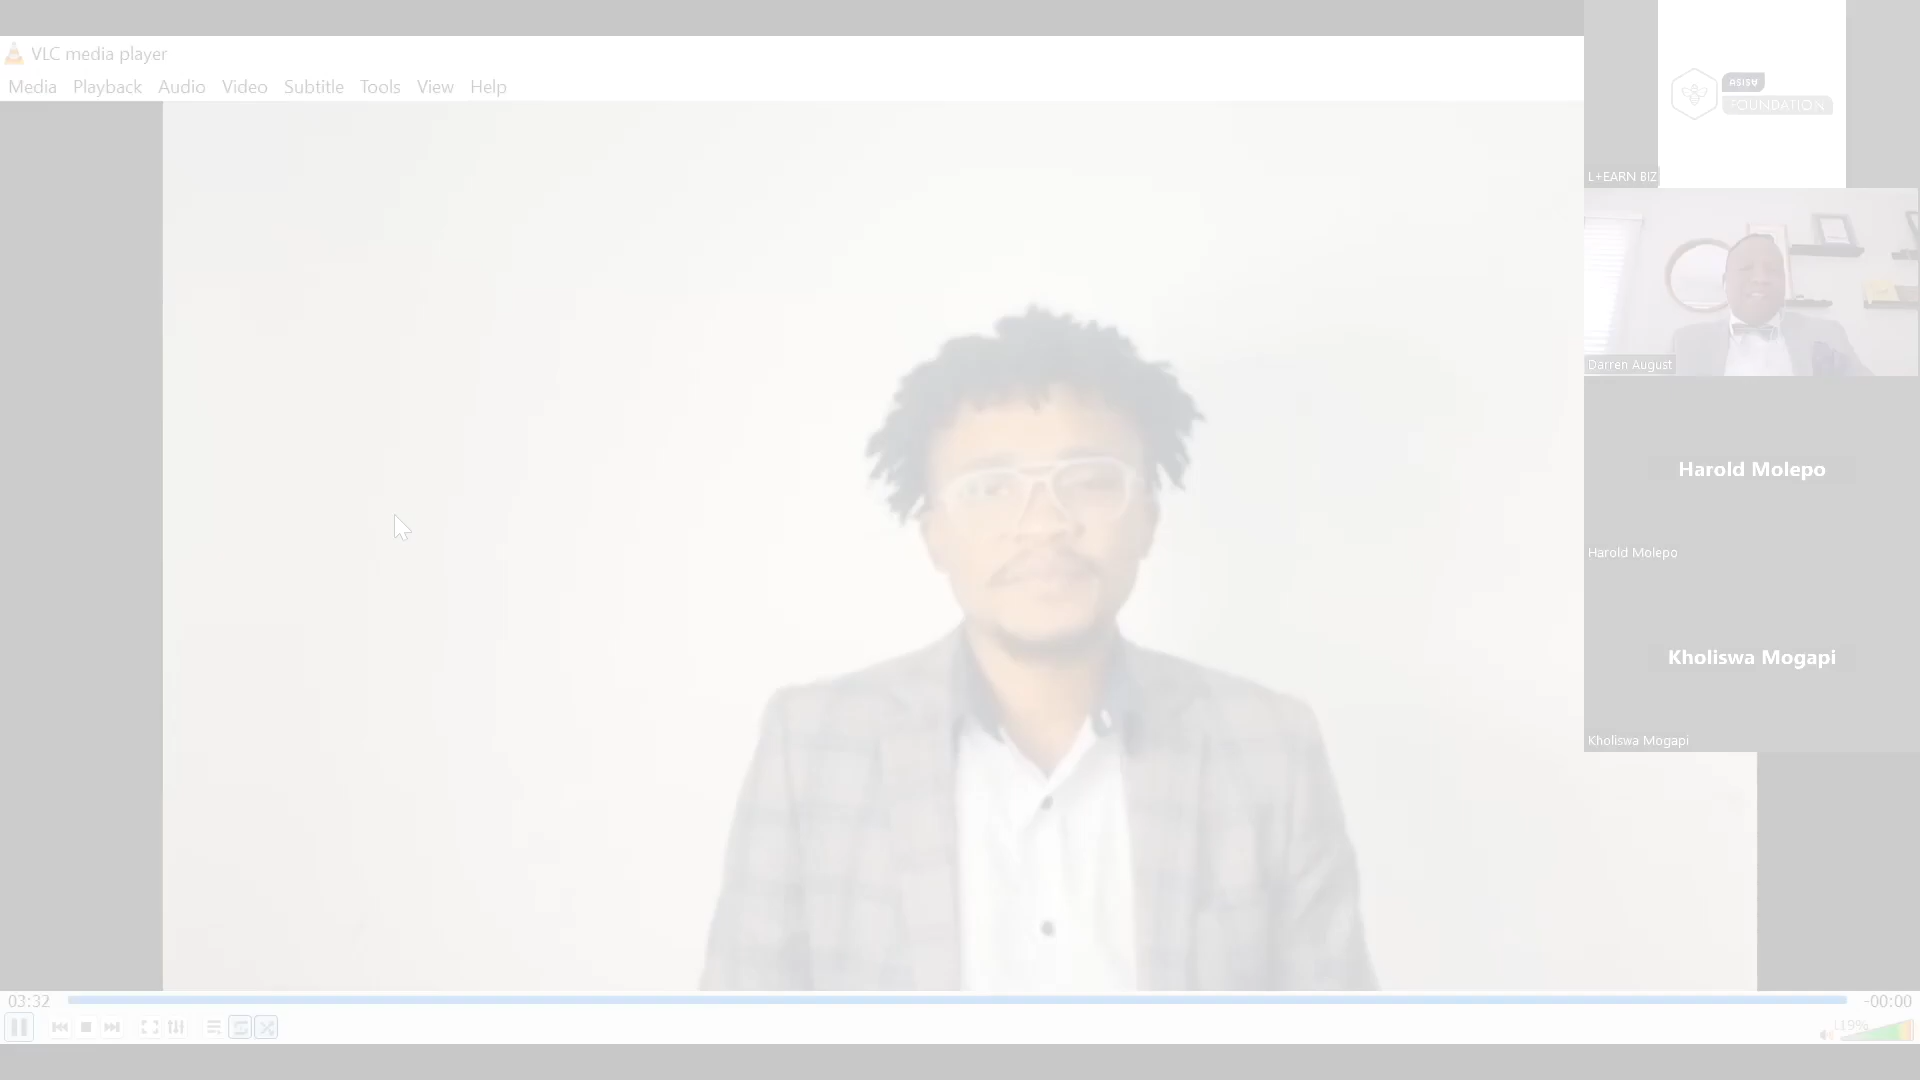 VLC media player
Media Playback Audio Video Subtitle Tools View Help
ASISA
FOUNDATION
L+EARN BIZ
Darren August
Harold Molepo
Harold Molepo
Kholiswa Mogapi
Kholiswa Mogapi
03:32
-00:00
119%